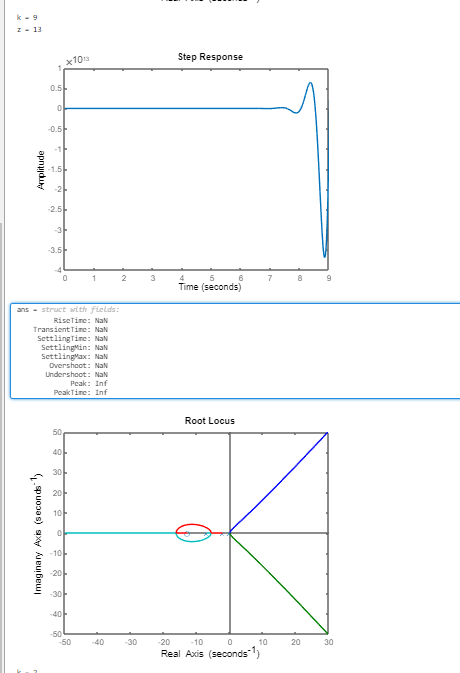 k = 9
z = 13
Step Response
×10¹³
1
0.5
0
-0.5
-1
-1.5
-2
-2.5
-3
-3.5
-4
Amplitude
0 1 2 3 4 5 6 7 8 9
Time (seconds)
ans = struct with fields:
RiseTime: NaN
TransientTime: NaN
SettlingTime: NaN
SettlingMin: NaN
SettlingMax: NaN
Overshoot: NaN
Undershoot: NaN
Peak: Inf
PeakTime: Inf
Root Locus
50
40
30
20
10
0
-10
-20
-30
-40
-50
Imaginary Axis (seconds⁻¹)
-50 -40 -30 -20 -10 0 10 20 30
Real Axis (seconds⁻¹)